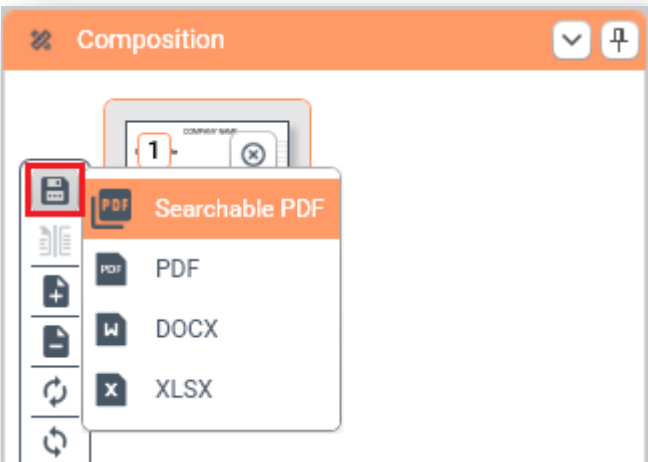 Composition
COMPANY NAME
1
PDF Searchable PDF
PDF PDF
W DOCX
X XLSX